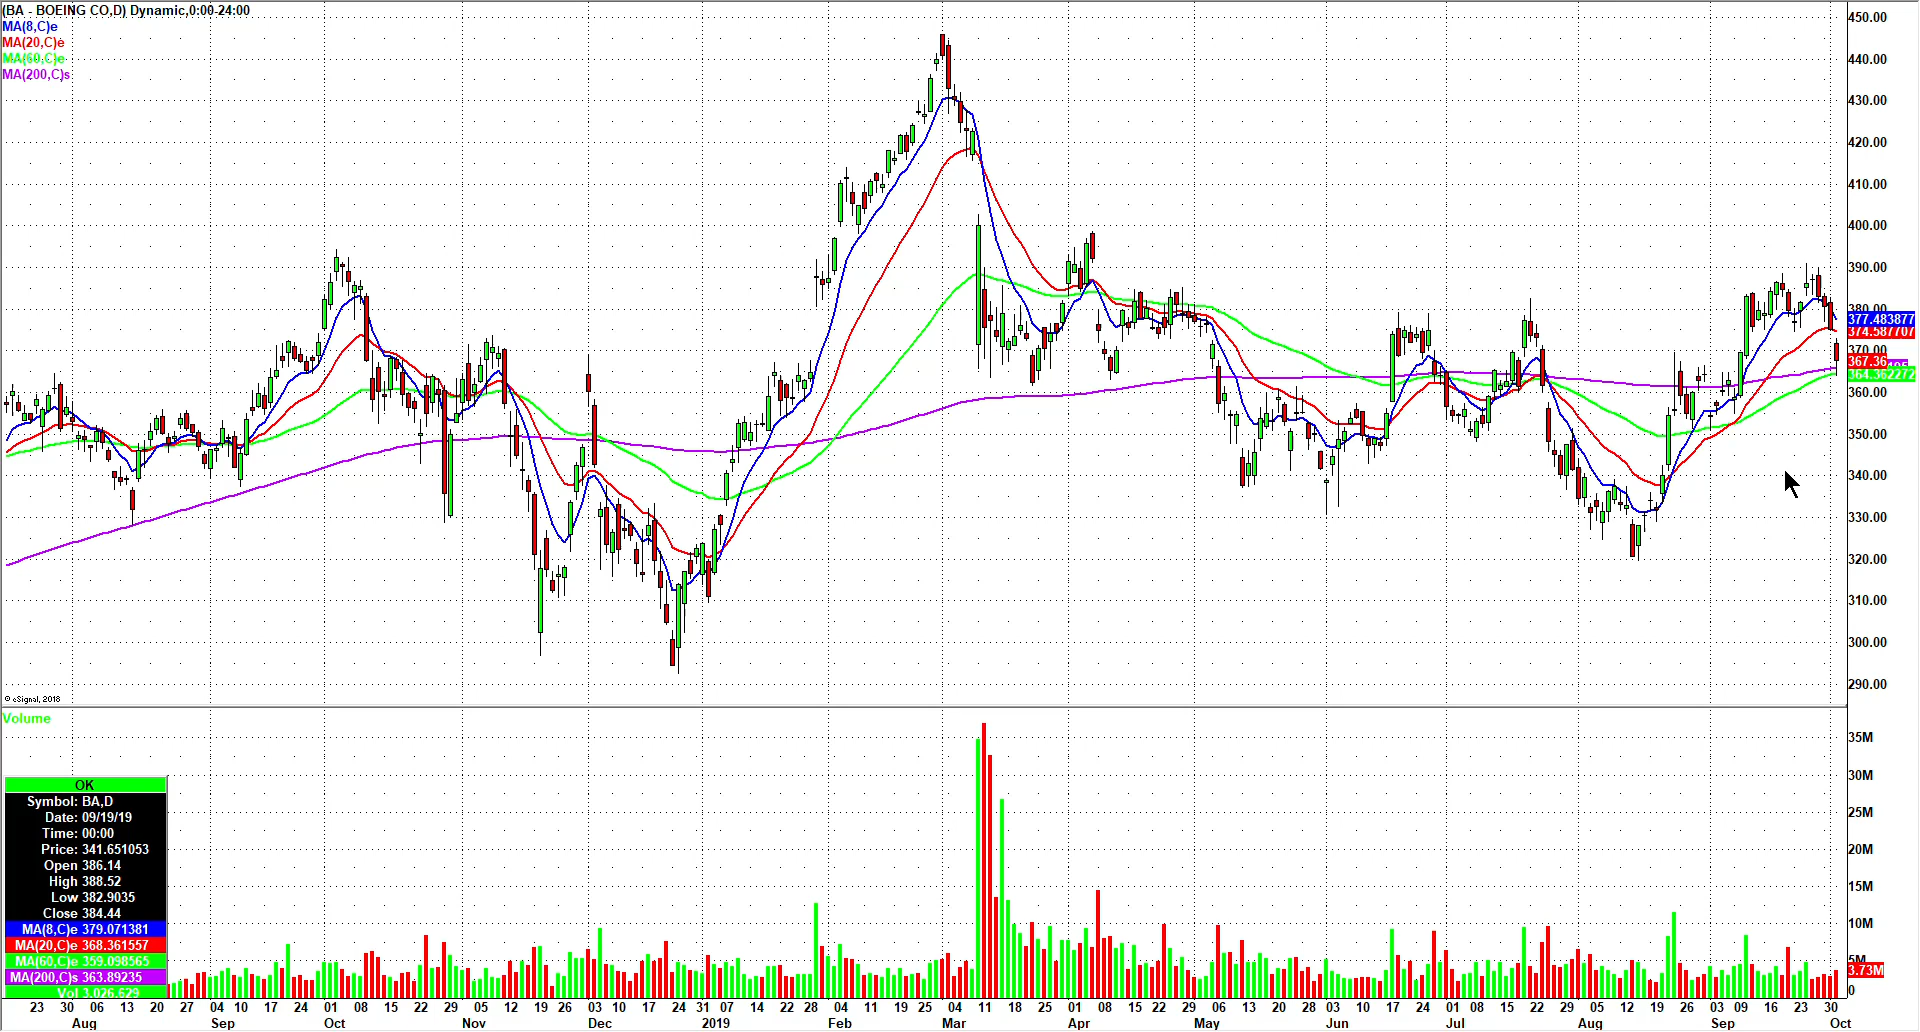 (BA - BOEING CO,D) Dynamic,0:00-24:00
MA(8,C)e
MA(20,C)e
MA(60,C)e
MA(200,C)s
450.00
440.00
430.00
420.00
410.00
400.00
390.00
380.00
377.483877
374.587707
370.00
367.36
364.362272
360.00
350.00
340.00
330.00
320.00
310.00
300.00
290.00
© eSignal, 2018
Volume
35M
30M
25M
20M
15M
10M
5M
3.73M
0
OK
Symbol: BA,D
Date: 09/19/19
Time: 00:00
Price: 341.651053
Open 386.14
High 388.52
Low 382.9035
Close 384.44
MA(8,C)e 379.071381
MA(20,C)e 368.361557
MA(60,C)e 359.098565
MA(200,C)s 363.89235
Vol 3,026,629
23 30 06 13 20 27 04 10 17 24 01 08 15 22 29 05 12 19 26 03 10 17 24 31 07 14 22 28 04 11 19 25 04 11 18 25 01 08 15 22 29 06 13 20 28 03 10 17 24 01 08 15 22 29 05 12 19 26 03 09 16 23 30
Aug Sep Oct Nov Dec 2019 Feb Mar Apr May Jun Jul Aug Sep Oct